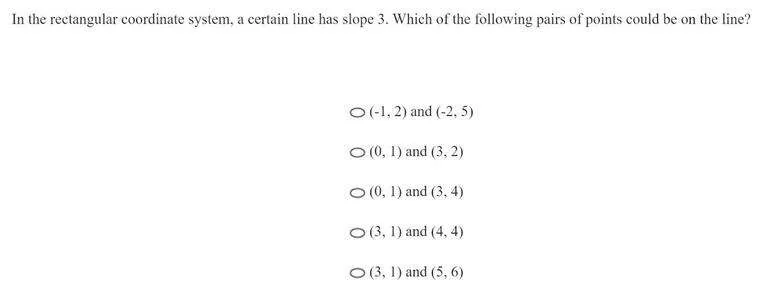 In the rectangular coordinate system, a certain line has slope 3. Which of the following pairs of points could be on the line?
(-1, 2) and (-2, 5)
(0, 1) and (3, 2)
(0, 1) and (3, 4)
(3, 1) and (4, 4)
(3, 1) and (5, 6)